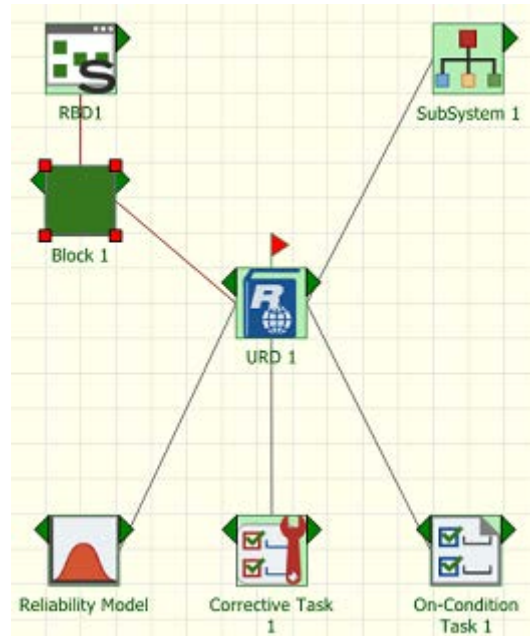 S
RBD1
SubSystem 1
Block 1
R
URD 1
Reliability Model
Corrective Task
1
On-Condition
Task 1